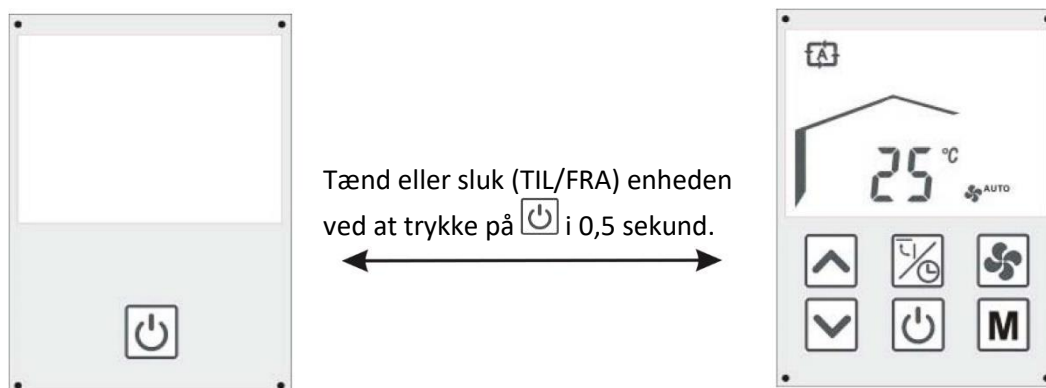 A
25 °C
AUTO
Tænd eller sluk (TIL/FRA) enheden
ved at trykke på i 0,5 sekund.
M